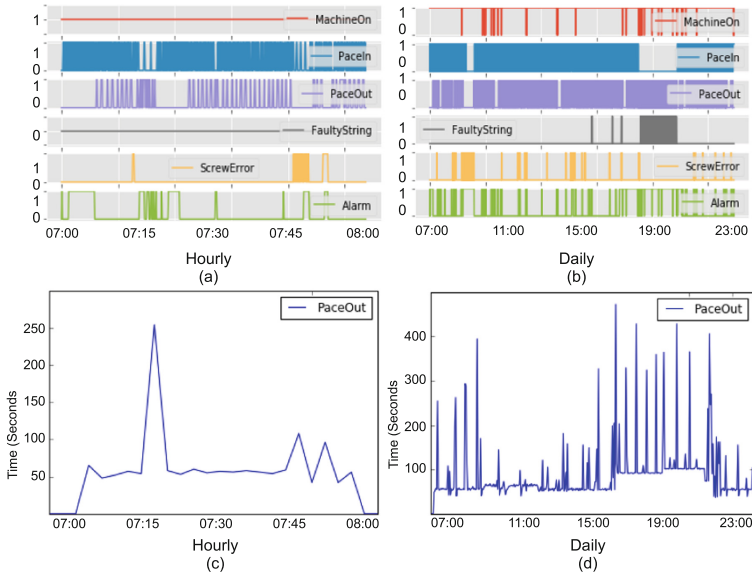 1
MachineOn
0
1
PaceIn
0
1
PaceOut
0
0
FaultyString
1
ScrewError
0
1
Alarm
0
07:00
07:15
07:30
07:45
08:00
Hourly
(a)
1
MachineOn
0
1
PaceIn
0
1
PaceOut
0
1
FaultyString
0
1
ScrewError
0
1
Alarm
0
07:00
11:00
15:00
19:00
23:00
Daily
(b)
PaceOut
250
200
150
100
50
Time (Seconds
07:00
07:15
07:30
07:45
08:00
Hourly
(c)
PaceOut
400
300
200
100
Time (Seconds
07:00
11:00
15:00
19:00
23:00
Daily
(d)